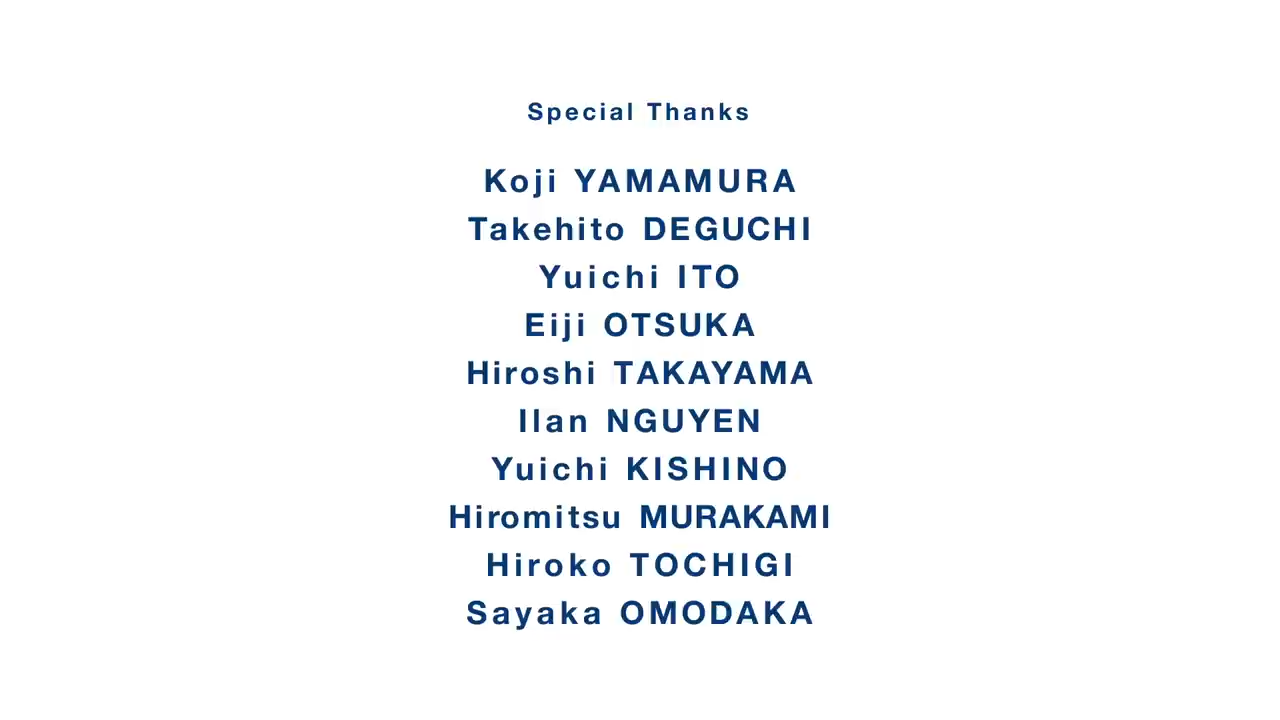 Special Thanks
Koji YAMAMURA
Takehito DEGUCHI
Yuichi ITO
Eiji OTSUKA
Hiroshi TAKAYAMA
Ilan NGUYEN
Yuichi KISHINO
Hiromitsu MURAKAMI
Hiroko TOCHIGI
Sayaka OMODAKA